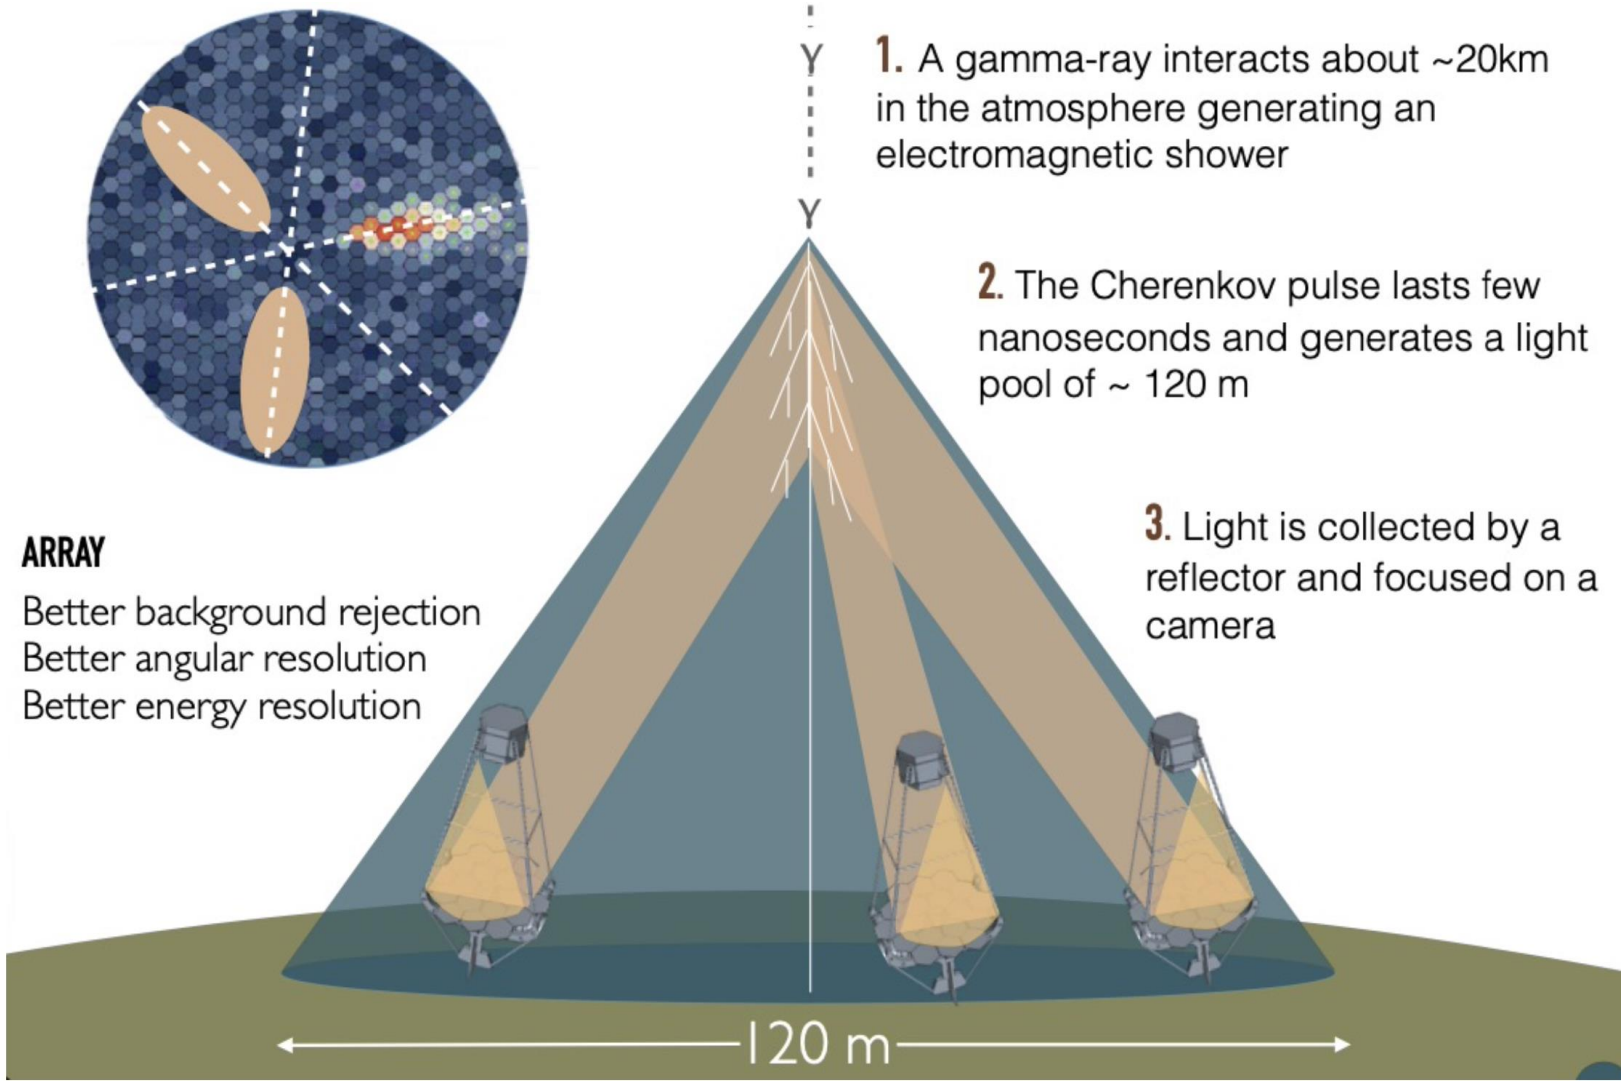 γ
1. A gamma-ray interacts about ~20km
in the atmosphere generating an
electromagnetic shower
γ
2. The Cherenkov pulse lasts few
nanoseconds and generates a light
pool of ~ 120 m
3. Light is collected by a
reflector and focused on a
camera
ARRAY
Better background rejection
Better angular resolution
Better energy resolution
120 m